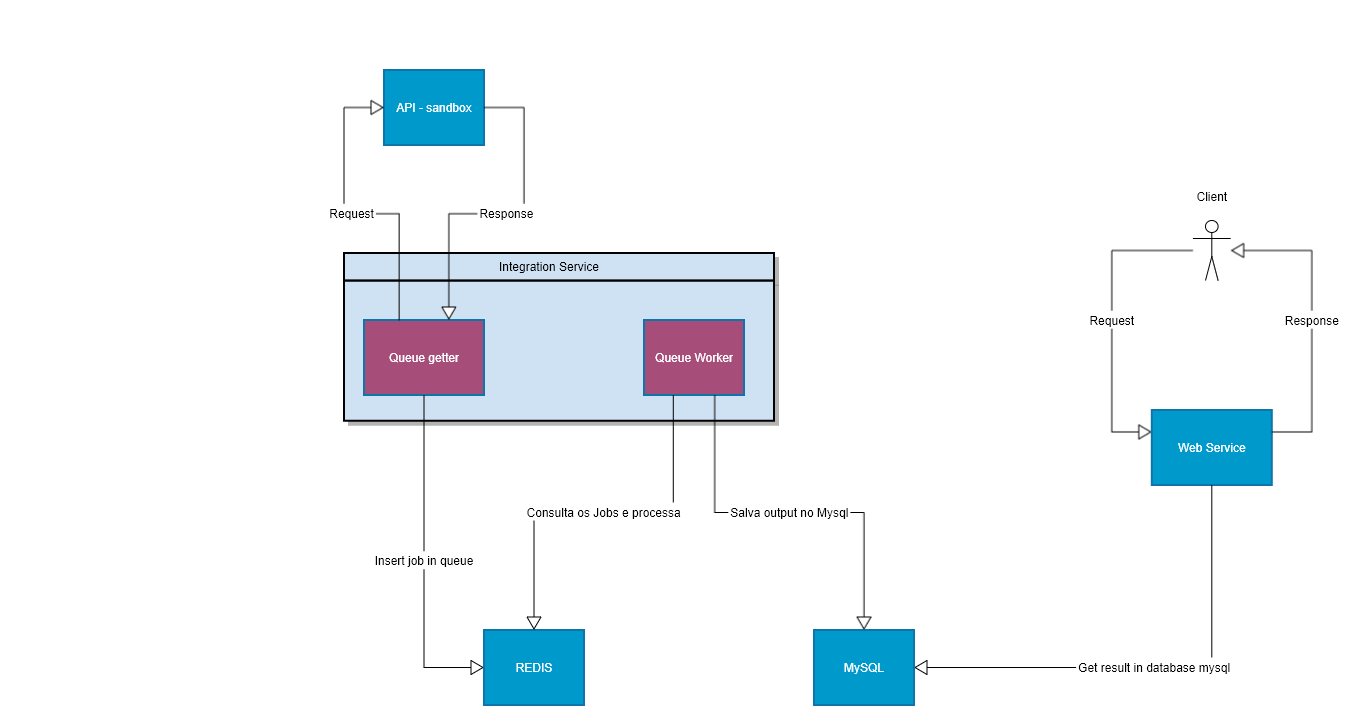 API - sandbox
Client
Request
Response
Integration Service
Request
Response
Queue getter
Queue Worker
Web Service
Consulta os Jobs e processa
Salva output no Mysql
Insert job in queue
REDIS
MySQL
Get result in database mysql